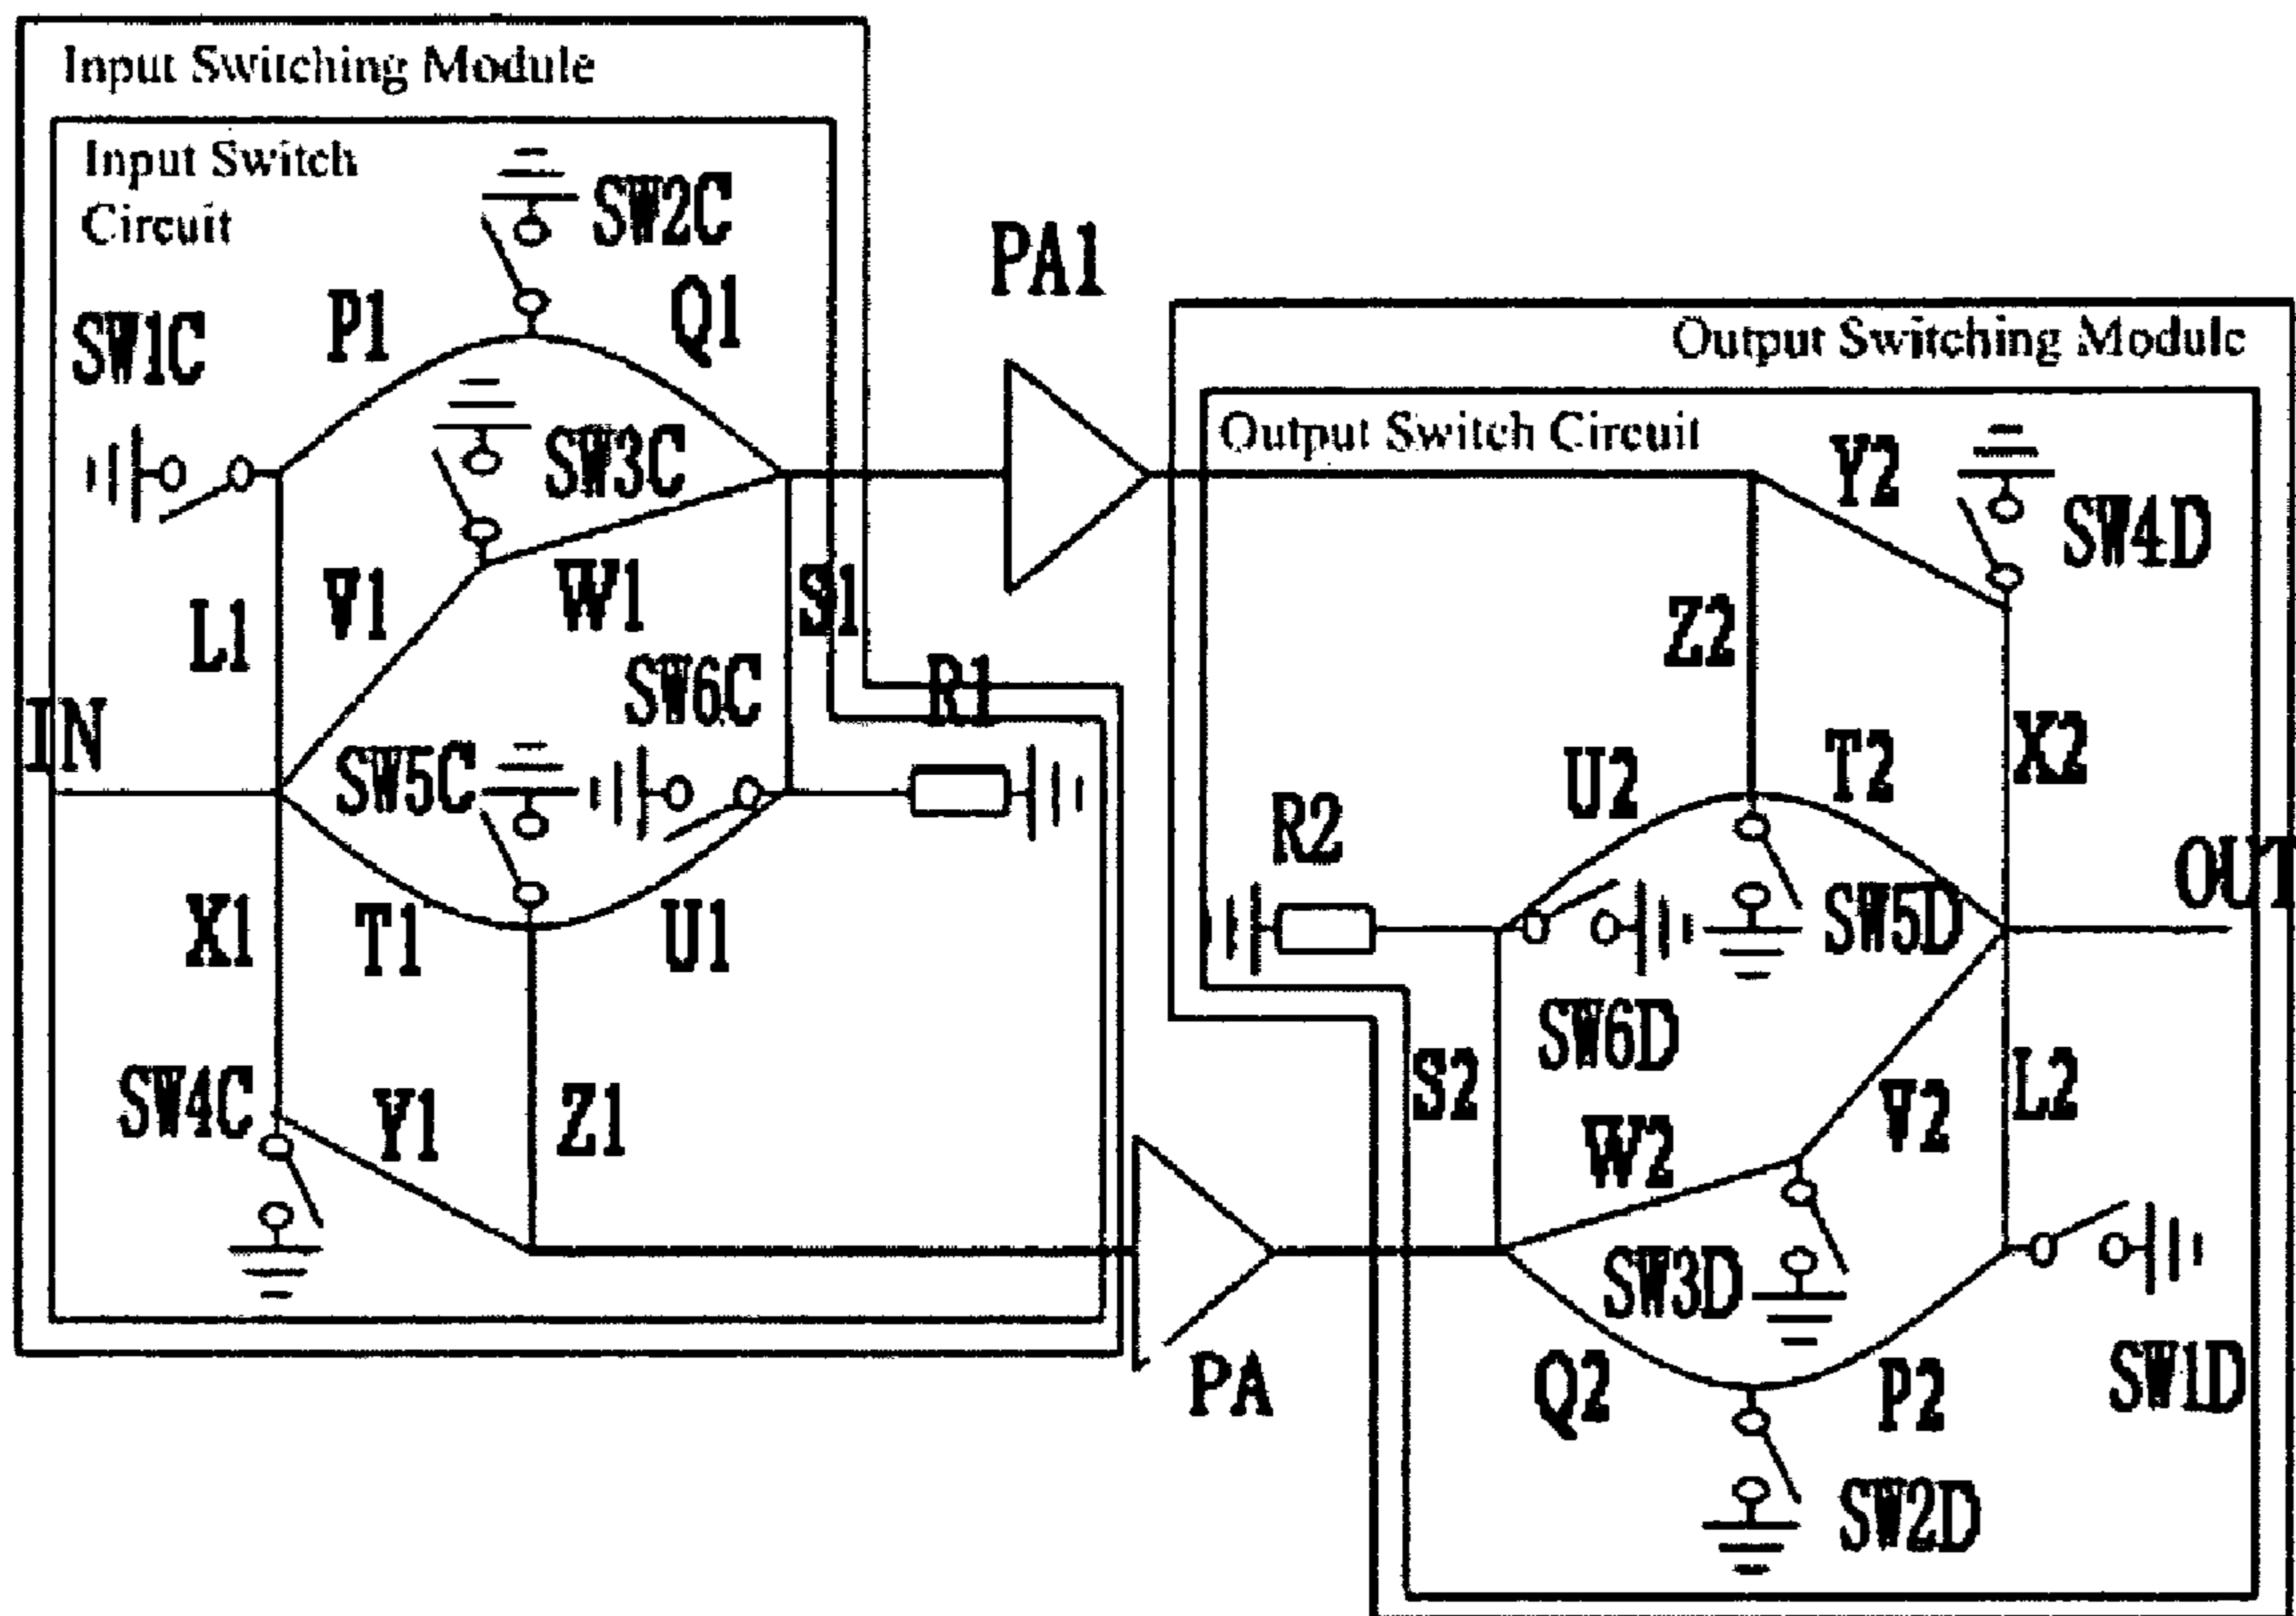 Input Switching Module
Input Switch
Circuit
SW2C
PA1
P1
Q1
SW1C
Output Switching Module
Output Switch Circuit
SW3C
Y2
SW4D
V1
W1
S1
L1
Z2
SW6C
R1
IN
SW5C
X2
U2
T2
R2
OUT
X1
T1
U1
SW5D
SW6D
S2
L2
V2
SW4C
Y1
Z1
W2
SW3D
PA
Q2
P2
SW1D
SW2D